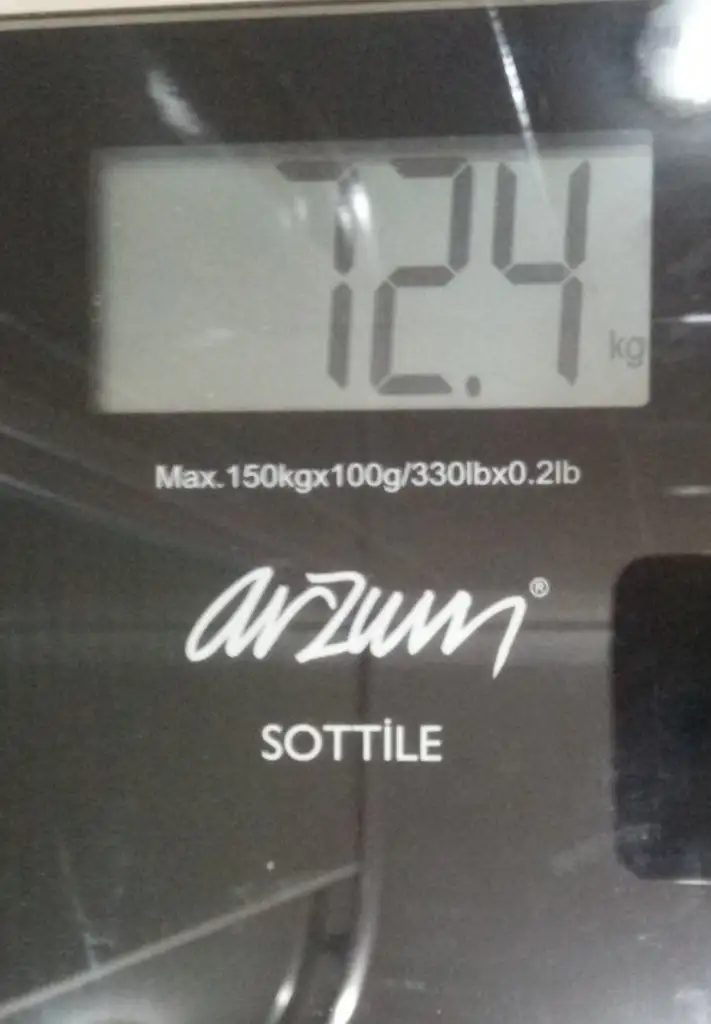 72.4
kg
Max.150kgx100g/330lbx0.2lb
arzum®
SOTTİLE